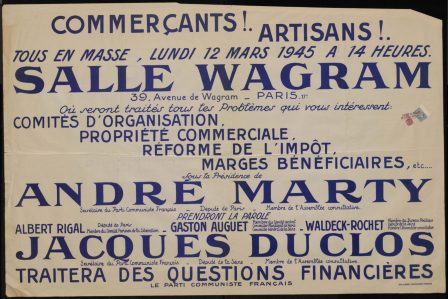 COMMERÇANTS!. ARTISANS!.
TOUS EN MASSE, LUNDI 12 MARS 1945 A 14 HEURES.
SALLE WAGRAM
39, Avenue de Wagram - PARIS.
Où seront traités tous les Problèmes qui vous intéressent:
COMITÉS D'ORGANISATION,
PROPRIÉTÉ COMMERCIALE,
RÉFORME DE L'IMPÔT,
MARGES BÉNÉFICIAIRES, etc....
Sous la Présidence de
ANDRÉ MARTY
Secrétaire du Parti Communiste Français - Député de Paris - Membre de l'Assemblée consultative
PRENDRONT LA PAROLE
ALBERT RIGAL Député de Paris - GASTON AUGUET - WALDECK-ROCHET
JACQUES DUCLOS
Secrétaire du Parti Communiste Français - Député de la Seine - Membre de l'Assemblée consultative
TRAITERA DES QUESTIONS FINANCIÈRES
LE PARTI COMMUNISTE FRANÇAIS